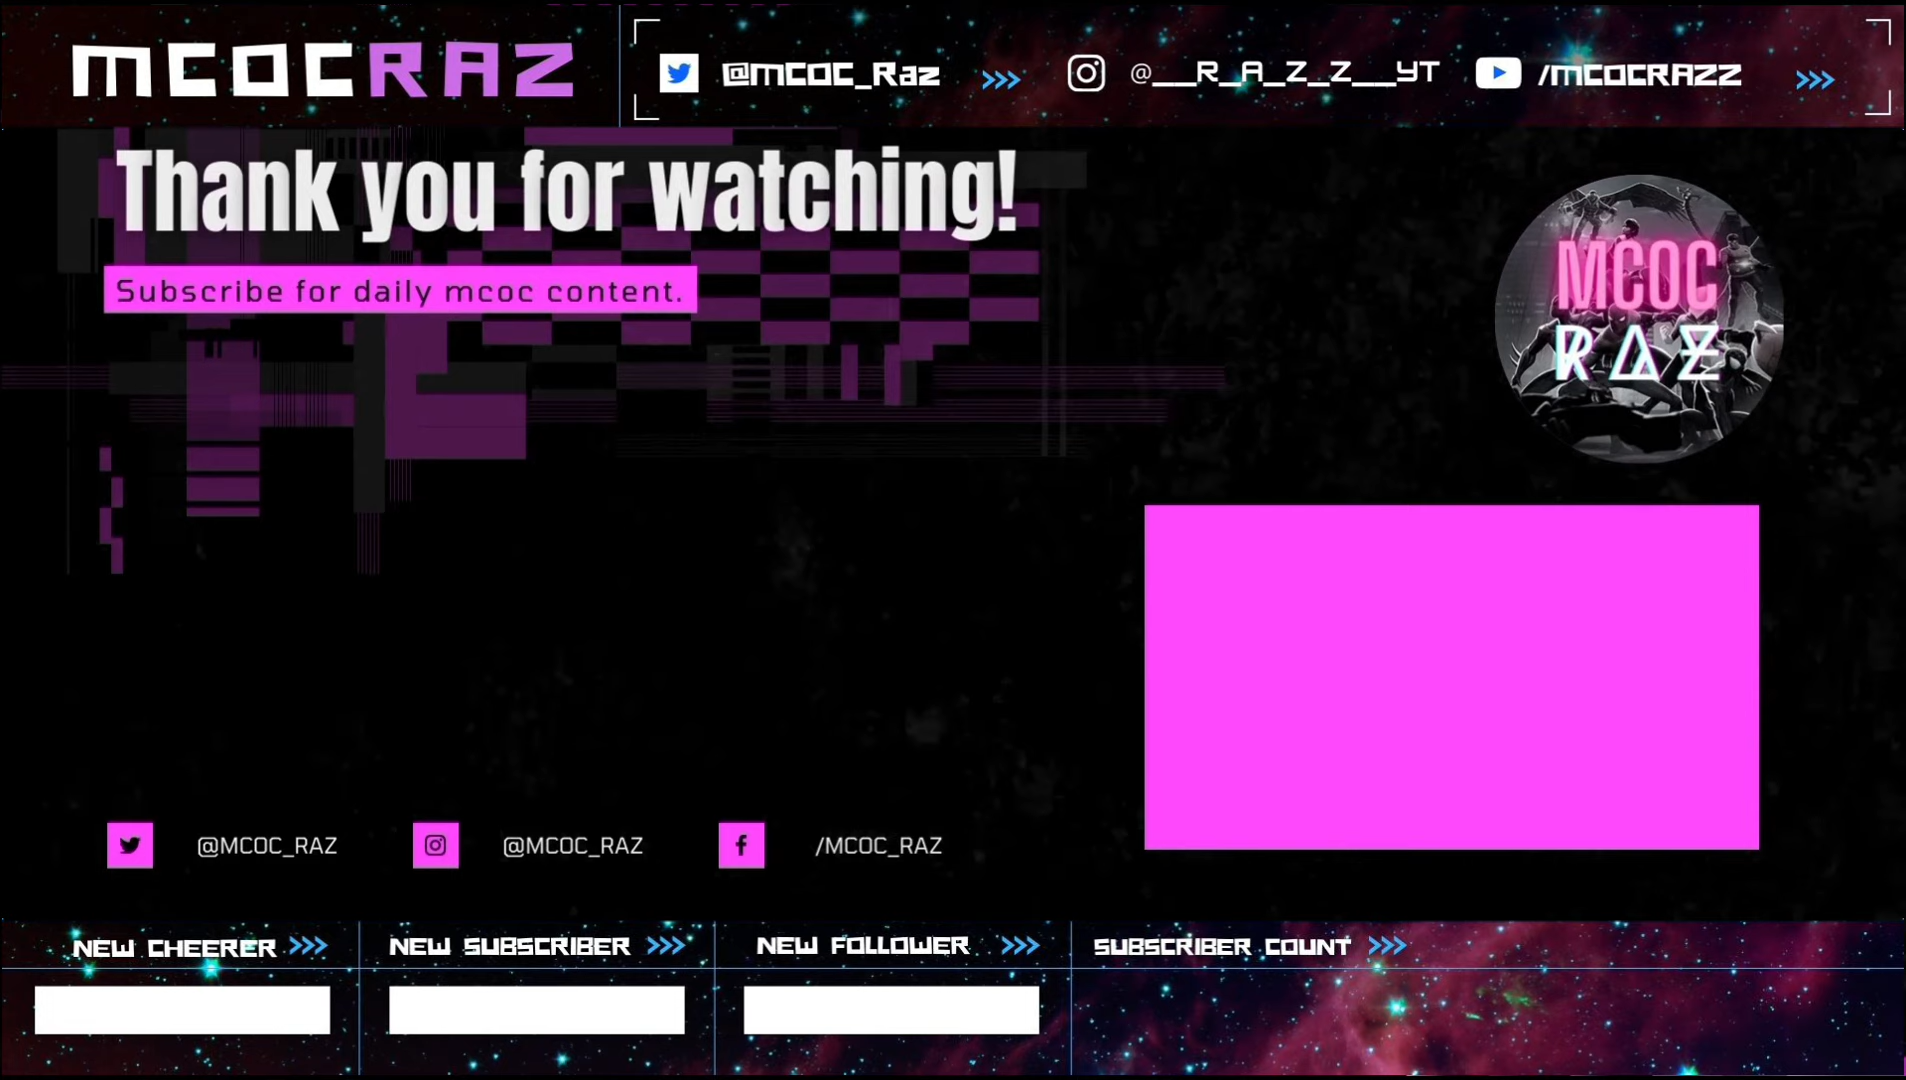 MCOCRAZ
@MCOC_Raz
@__R_A_Z_Z__YT
/MCOCRAZZ
Thank you for watching!
Subscribe for daily mcoc content.
MCOC
RAZ
@MCOC_RAZ
@MCOC_RAZ
/MCOC_RAZ
NEW CHEERER
NEW SUBSCRIBER
NEW FOLLOWER
SUBSCRIBER COUNT